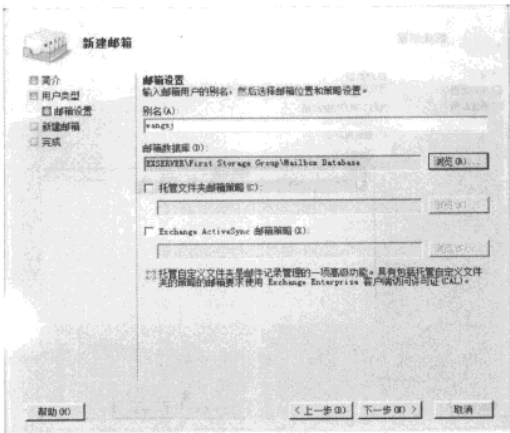 新建邮箱
简介
用户类型
邮箱设置
新建邮箱
完成
邮箱设置
输入邮箱用户的别名，然后选择邮箱位置和策略设置。
别名(A):
wangxj
邮箱数据库(D):
EXSERVER\First Storage Group\Mailbox Database
浏览(R)...
托管文件夹邮箱策略(C):
Exchange ActiveSync 邮箱策略(X):
托管自定义文件夹是邮件记录管理的一项高级功能。具有包括托管自定义文件
夹的策略的邮箱要求使用 Exchange Enterprise 客户端访问许可证(CAL)。
帮助(H)
< 上一步(B)
下一步(N) >
取消